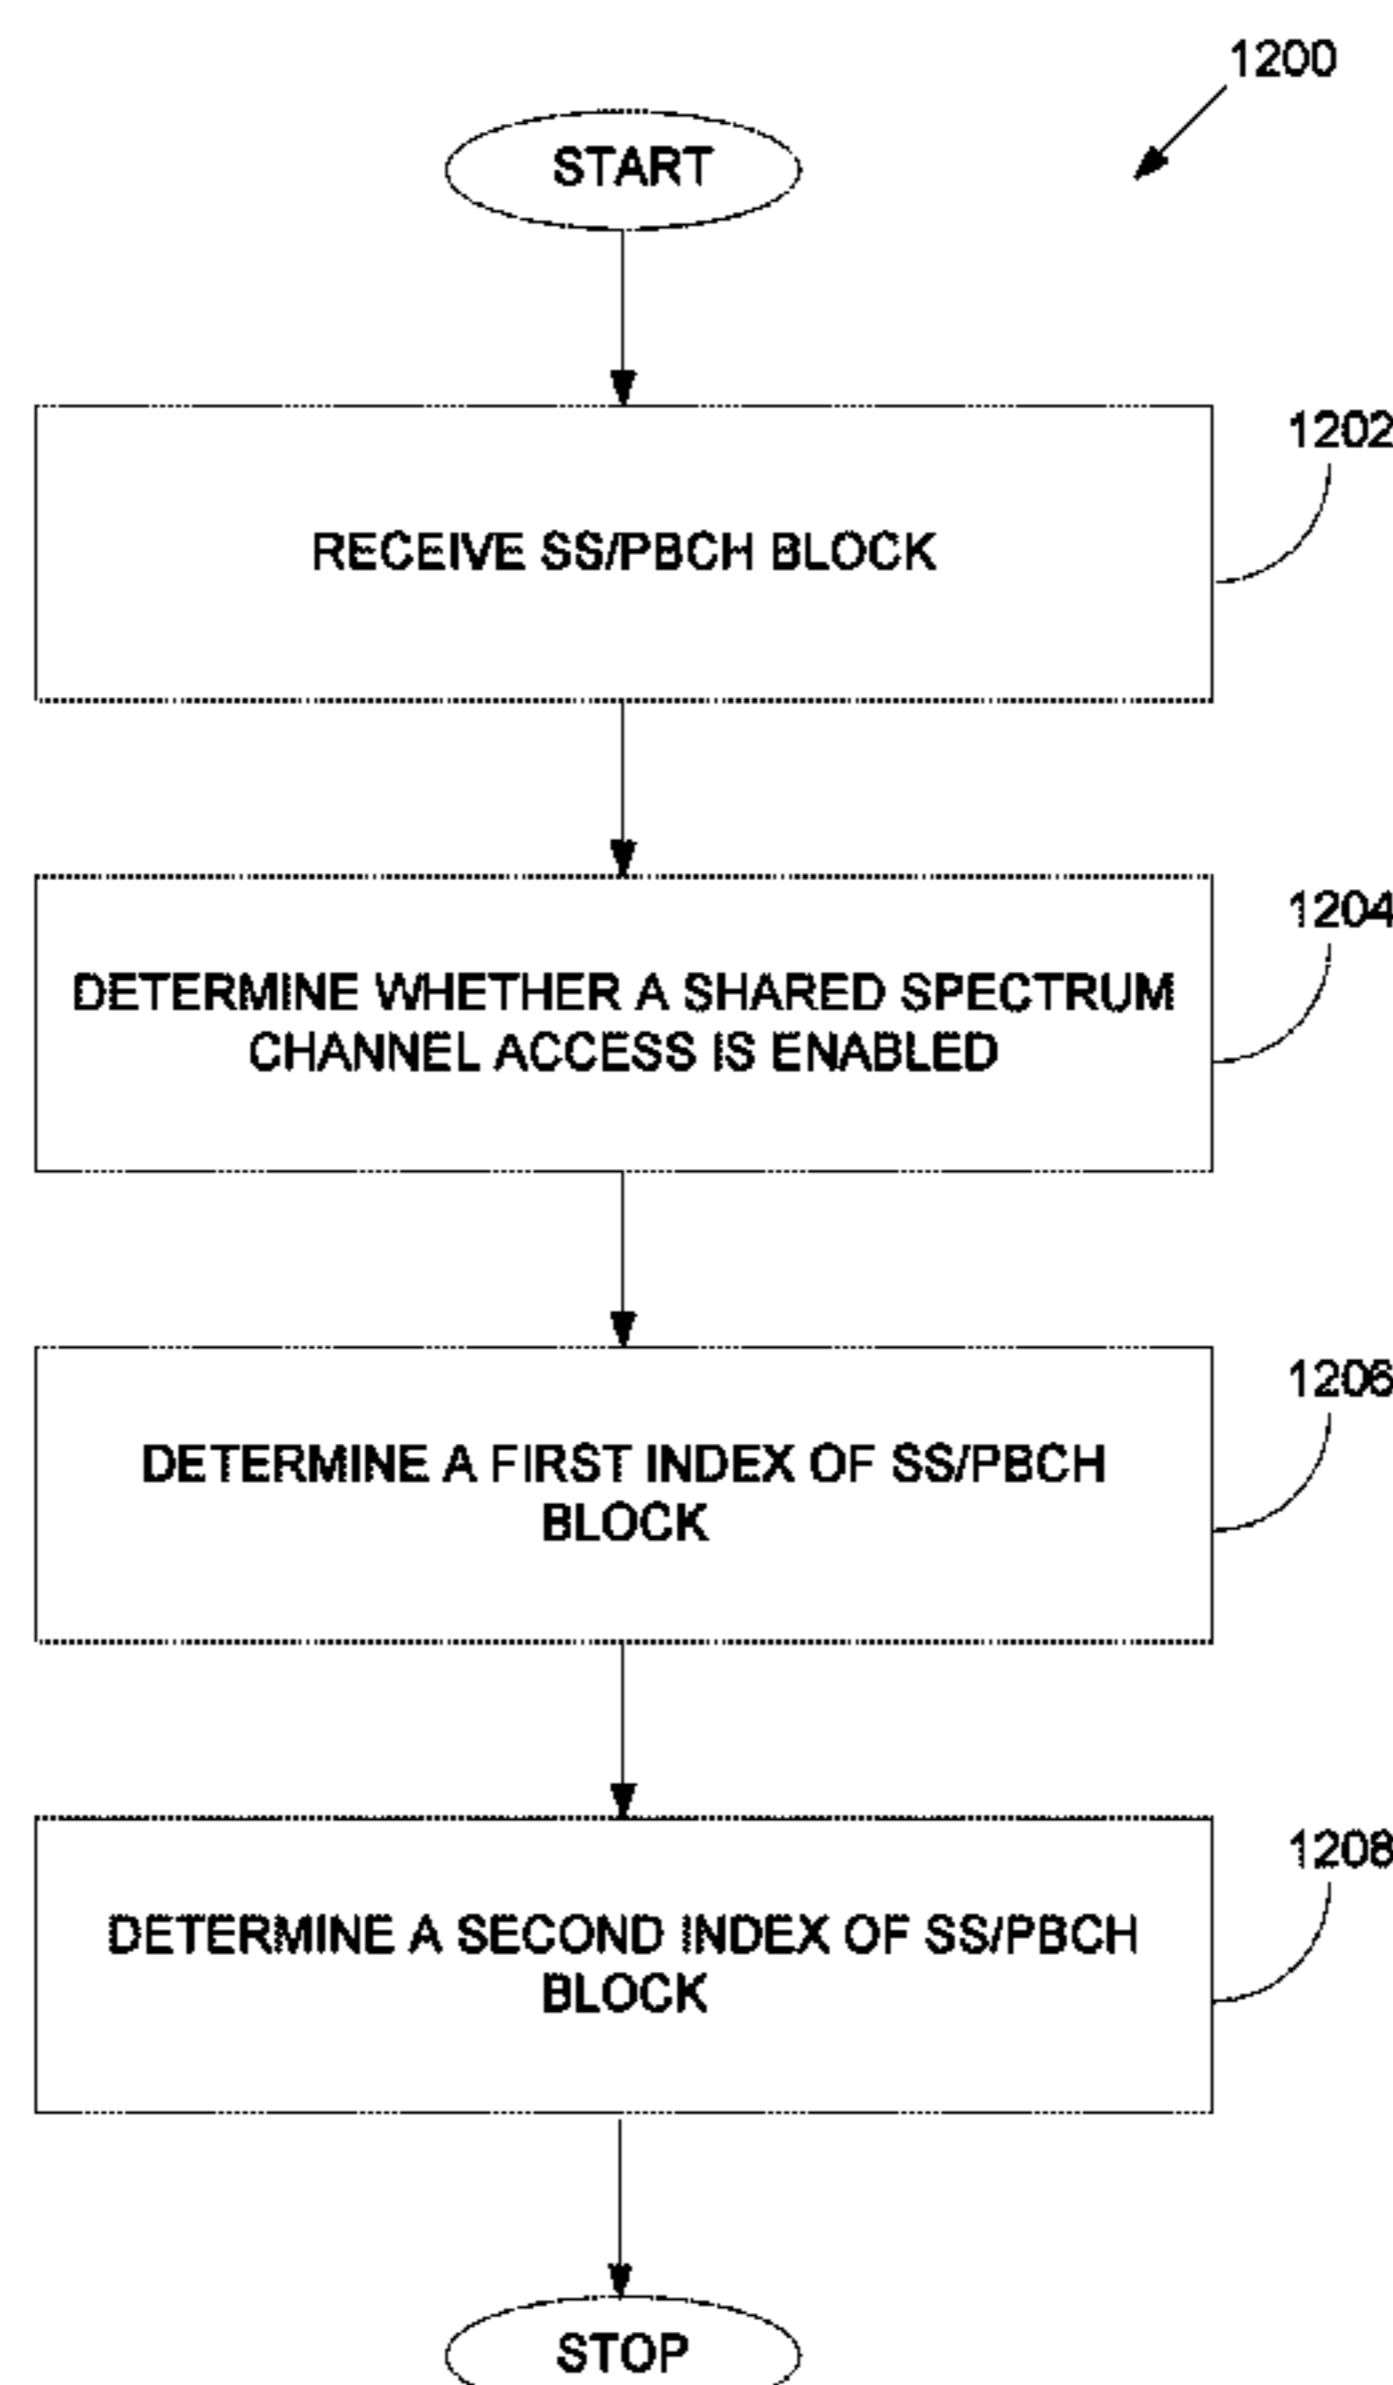 1200
START
RECEIVE SS/PBCH BLOCK
1202
DETERMINE WHETHER A SHARED SPECTRUM
CHANNEL ACCESS IS ENABLED
1204
DETERMINE A FIRST INDEX OF SS/PBCH
BLOCK
1206
DETERMINE A SECOND INDEX OF SS/PBCH
BLOCK
1208
STOP